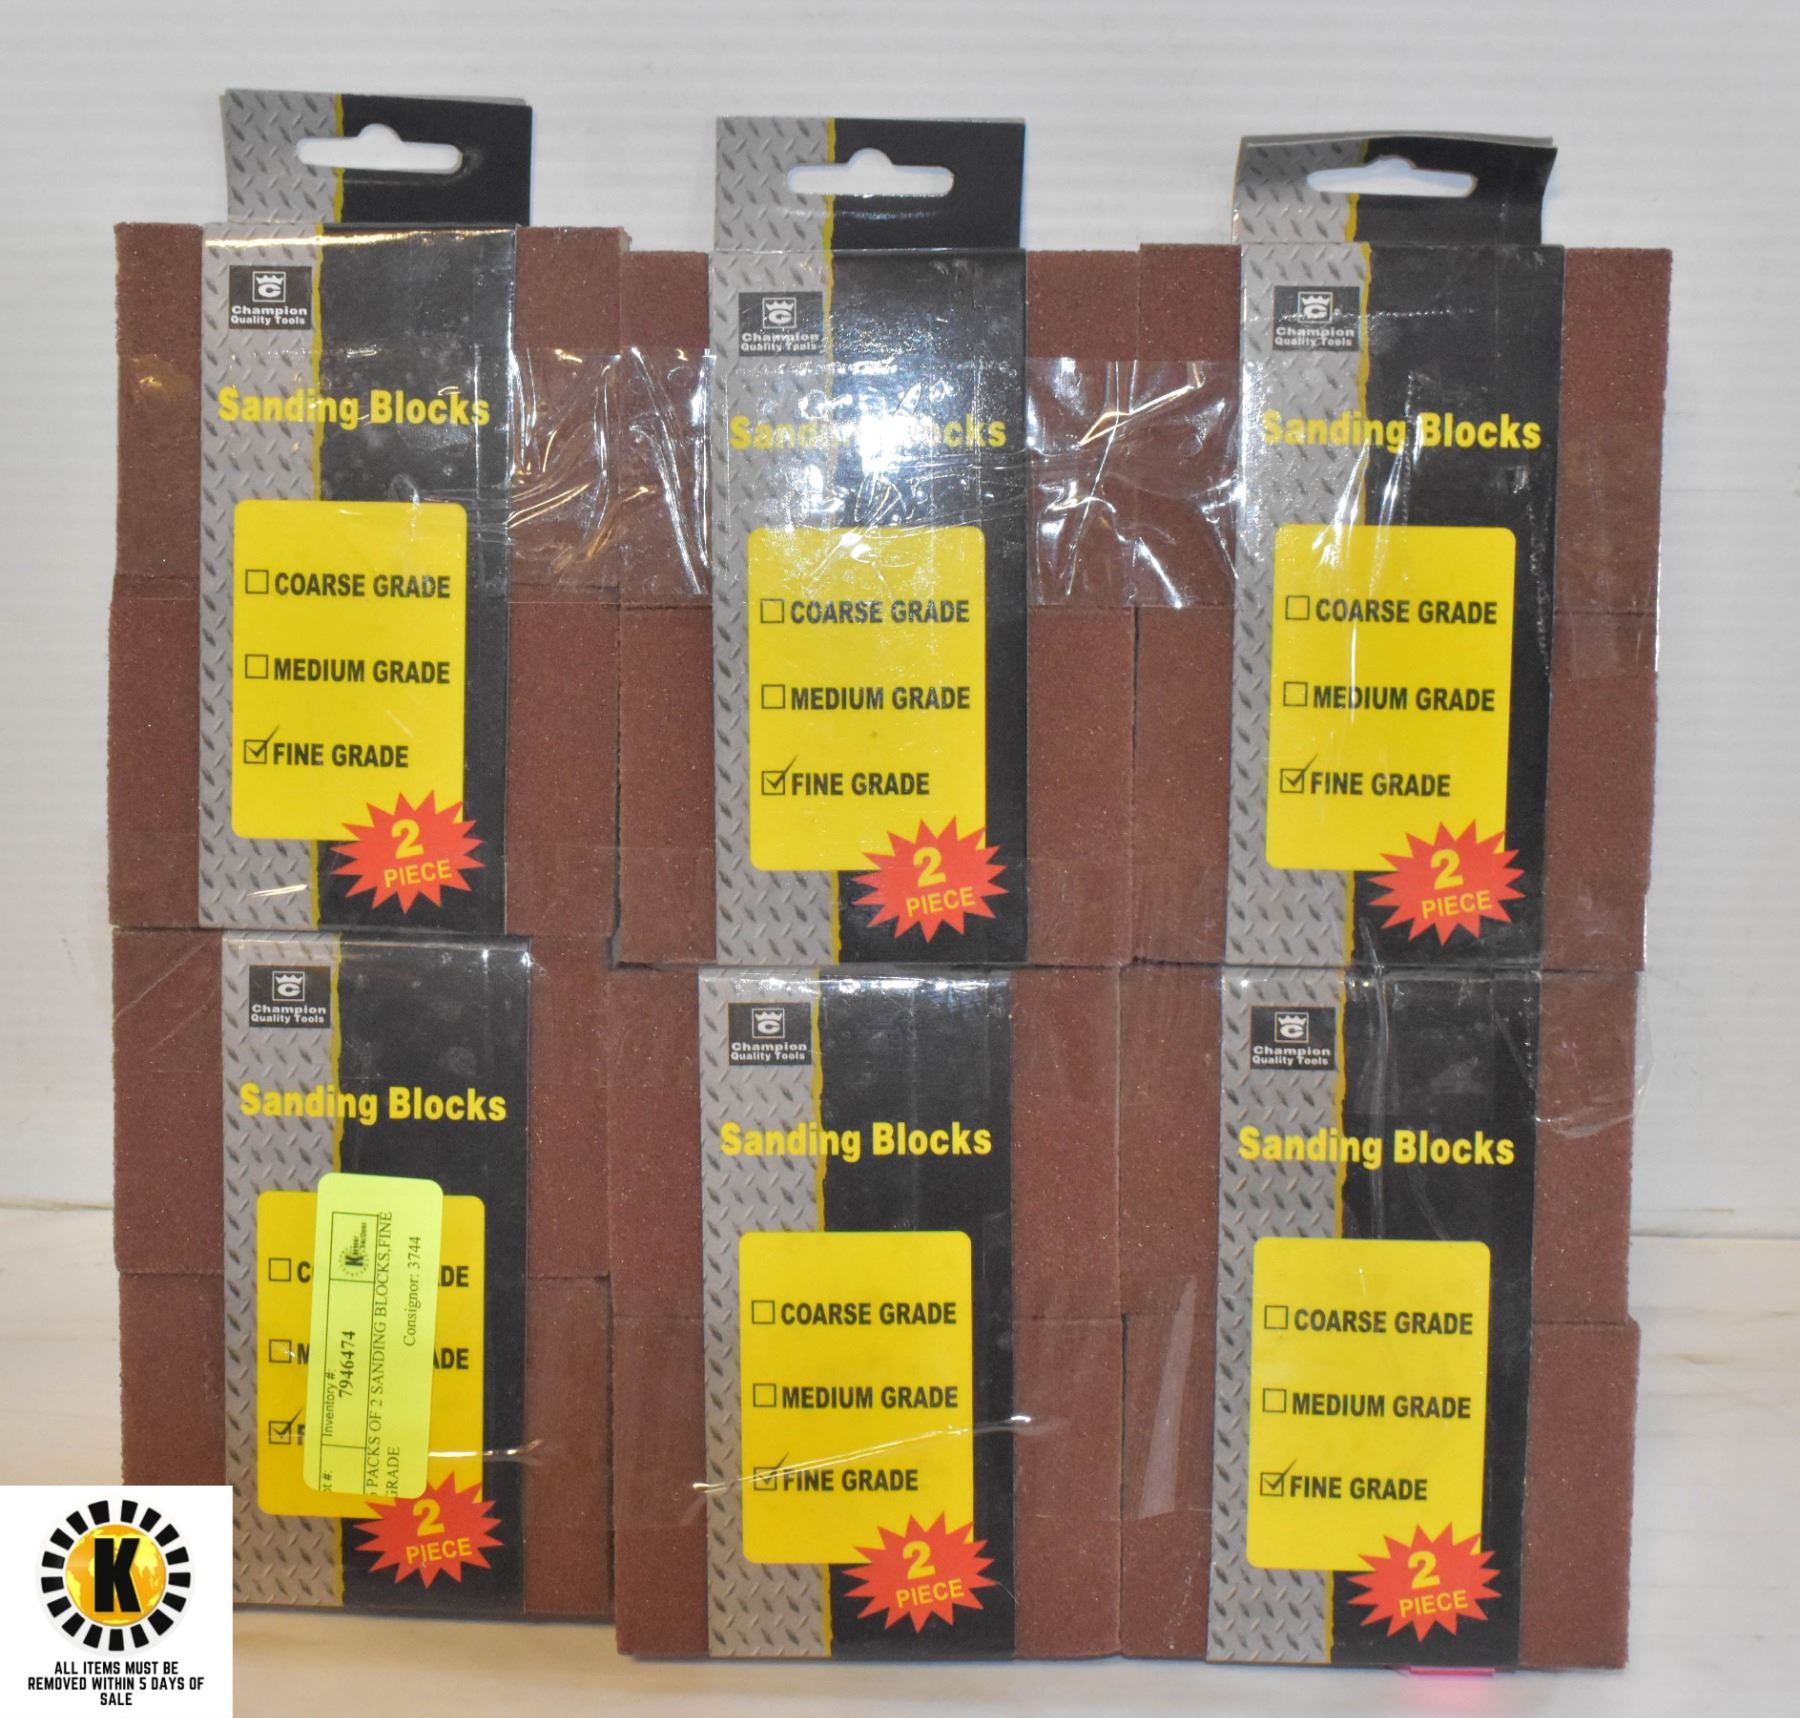 Champion
Quality Tools
Sanding Blocks
COARSE GRADE
MEDIUM GRADE
FINE GRADE
2
PIECE
Champion
Quality Tools
Sanding Blocks
COARSE GRADE
MEDIUM GRADE
FINE GRADE
2
PIECE
Champion
Quality Tools
Sanding Blocks
COARSE GRADE
MEDIUM GRADE
FINE GRADE
2
PIECE
Champion
Quality Tools
Sanding Blocks
Inventory #:
7946474
PACKS OF 2 SANDING BLOCKS,FINE
GRADE
Consignor: 3744
2
PIECE
Champion
Quality Tools
Sanding Blocks
COARSE GRADE
MEDIUM GRADE
FINE GRADE
2
PIECE
Champion
Quality Tools
Sanding Blocks
COARSE GRADE
MEDIUM GRADE
FINE GRADE
2
PIECE
K
ALL ITEMS MUST BE
REMOVED WITHIN 5 DAYS OF
SALE